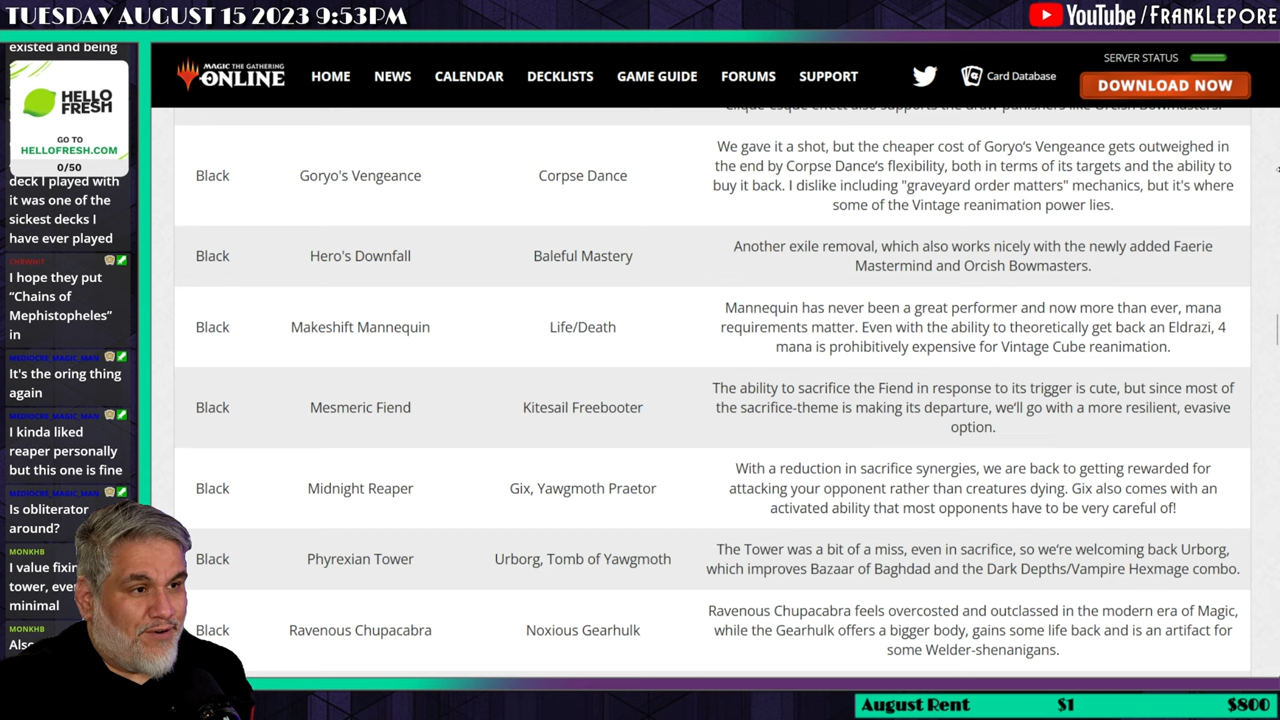 TUESDAY AUGUST 15 2023 9:53PM
YouTube /FrankLepore
existed and being
HELLO
FRESH
GO TO
HELLOFRESH.COM
0/50
deck I played with
it was one of the
sickest decks I
have ever played
I hope they put
“Chains of
Mephistopheles”
in
MEDIOCRE_MAGIC_MAN
It's the oring thing
again
MEDIOCRE_MAGIC_MAN
I kinda liked
reaper personally
but this one is fine
MEDIOCRE_MAGIC_MAN
Is obliterator
around?
MONKHB
I value fixin
tower, eve
minimal
MONKHB
Als
MAGIC THE GATHERING
ONLINE
HOME
NEWS
CALENDAR
DECKLISTS
GAME GUIDE
FORUMS
SUPPORT
Card Database
SERVER STATUS
DOWNLOAD NOW
Clique-esque effect also supports the draw punishers like Orcish Bowmasters.
Black
Goryo's Vengeance
Corpse Dance
We gave it a shot, but the cheaper cost of Goryo’s Vengeance gets outweighed in
the end by Corpse Dance’s flexibility, both in terms of its targets and the ability to
buy it back. I dislike including "graveyard order matters" mechanics, but it's where
some of the Vintage reanimation power lies.
Black
Hero's Downfall
Baleful Mastery
Another exile removal, which also works nicely with the newly added Faerie
Mastermind and Orcish Bowmasters.
Black
Makeshift Mannequin
Life/Death
Mannequin has never been a great performer and now more than ever, mana
requirements matter. Even with the ability to theoretically get back an Eldrazi, 4
mana is prohibitively expensive for Vintage Cube reanimation.
Black
Mesmeric Fiend
Kitesail Freebooter
The ability to sacrifice the Fiend in response to its trigger is cute, but since most of
the sacrifice-theme is making its departure, we’ll go with a more resilient, evasive
option.
Black
Midnight Reaper
Gix, Yawgmoth Praetor
With a reduction in sacrifice synergies, we are back to getting rewarded for
attacking your opponent rather than creatures dying. Gix also comes with an
activated ability that most opponents have to be very careful of!
Black
Phyrexian Tower
Urborg, Tomb of Yawgmoth
The Tower was a bit of a miss, even in sacrifice, so we’re welcoming back Urborg,
which improves Bazaar of Baghdad and the Dark Depths/Vampire Hexmage combo.
Black
Ravenous Chupacabra
Noxious Gearhulk
Ravenous Chupacabra feels overcosted and outclassed in the modern era of Magic,
while the Gearhulk offers a bigger body, gains some life back and is an artifact for
some Welder-shenanigans.
August Rent $1 $800